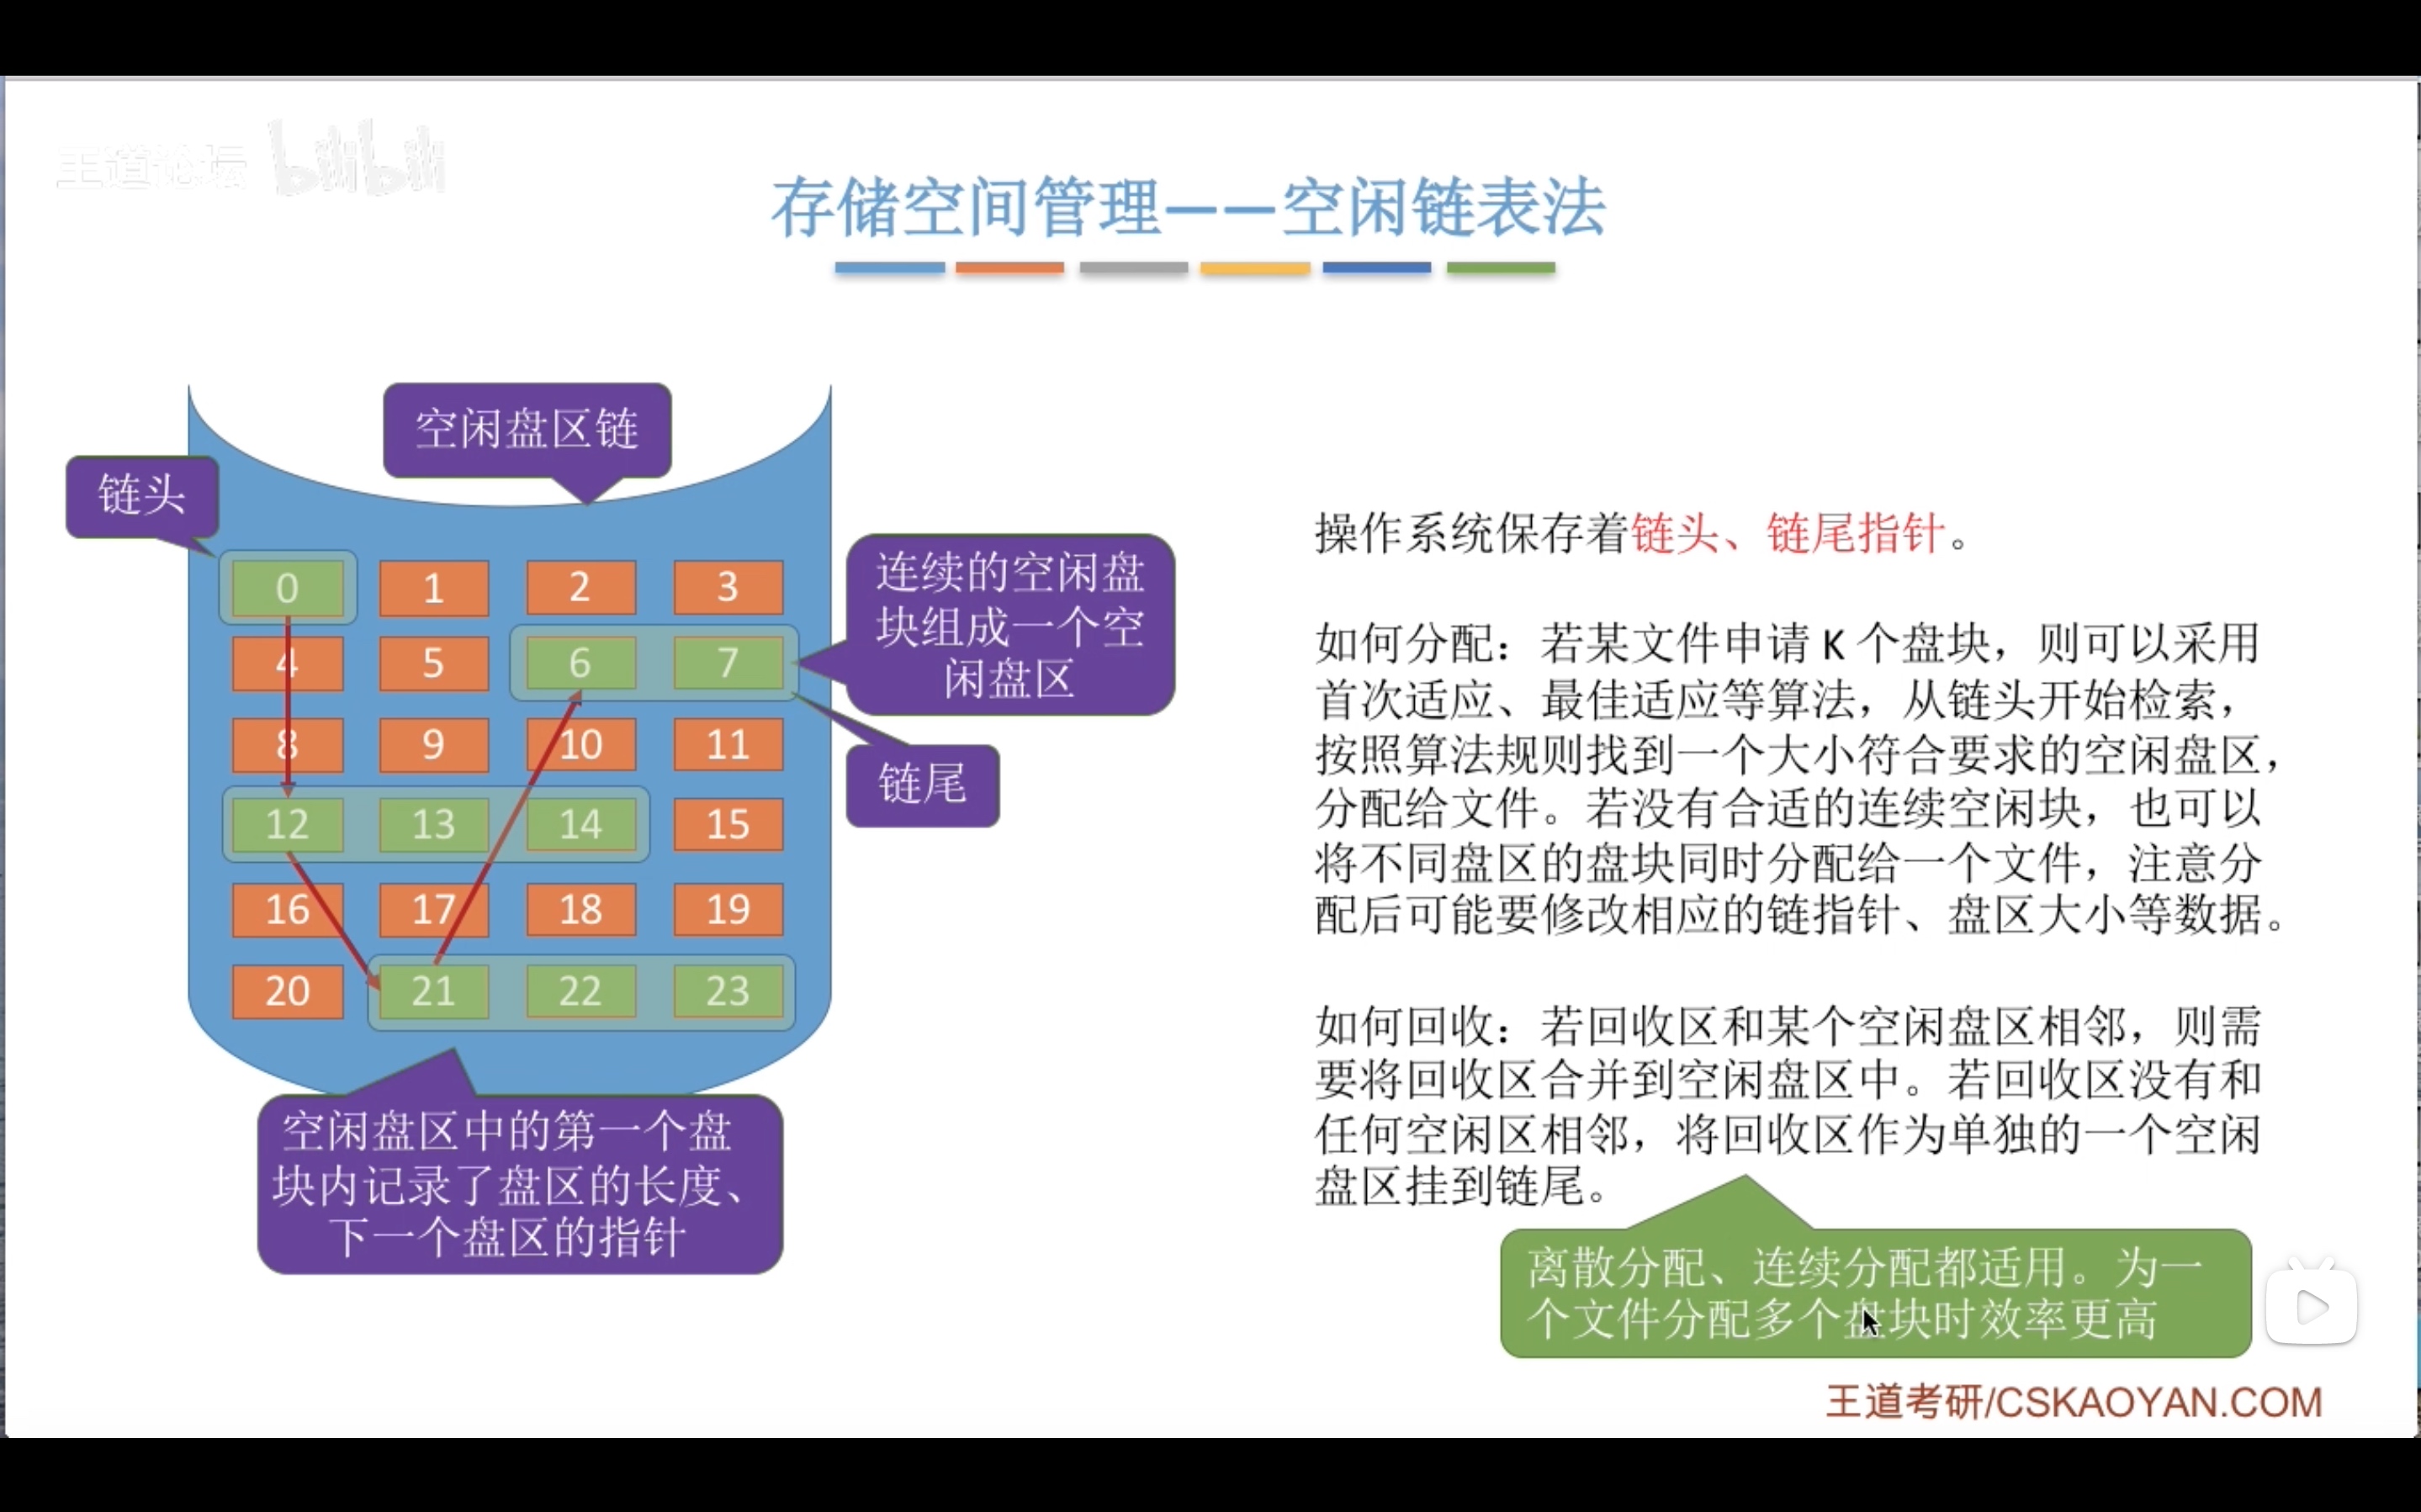 王道论坛 bilibili
存储空间管理——空闲链表法
空闲盘区链
链头
0 1 2 3
4 5 6 7
8 9 10 11
12 13 14 15
16 17 18 19
20 21 22 23
连续的空闲盘
块组成一个空
闲盘区
链尾
空闲盘区中的第一个盘
块内记录了盘区的长度、
下一个盘区的指针
操作系统保存着链头、链尾指针。
如何分配：若某文件申请 K 个盘块，则可以采用
首次适应、最佳适应等算法，从链头开始检索，
按照算法规则找到一个大小符合要求的空闲盘区，
分配给文件。若没有合适的连续空闲块，也可以
将不同盘区的盘块同时分配给一个文件，注意分
配后可能要修改相应的链指针、盘区大小等数据。
如何回收：若回收区和某个空闲盘区相邻，则需
要将回收区合并到空闲盘区中。若回收区没有和
任何空闲区相邻，将回收区作为单独的一个空闲
盘区挂到链尾。
离散分配、连续分配都适用。为一
个文件分配多个盘块时效率更高
王道考研/CSKAOYAN.COM